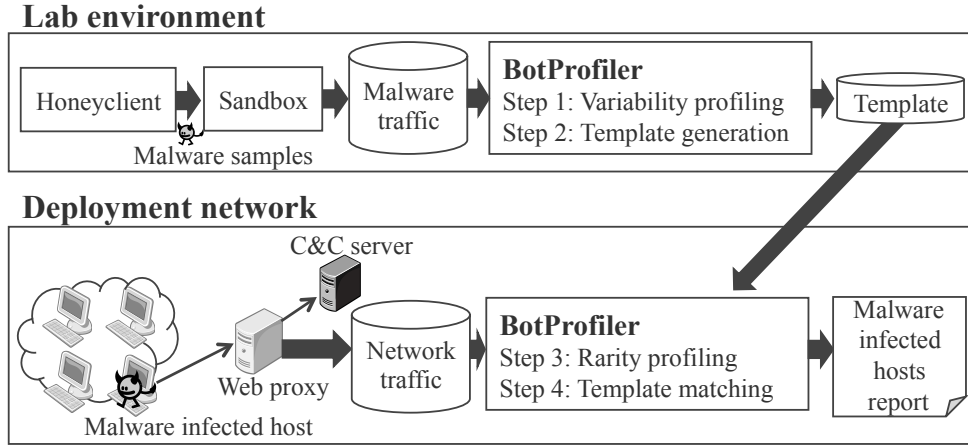 Lab environment
Honeyclient
Sandbox
Malware samples
Malware
traffic
BotProfiler
Step 1: Variability profiling
Step 2: Template generation
Template
Deployment network
C&C server
Web proxy
Malware infected host
Network
traffic
BotProfiler
Step 3: Rarity profiling
Step 4: Template matching
Malware
infected
hosts
report